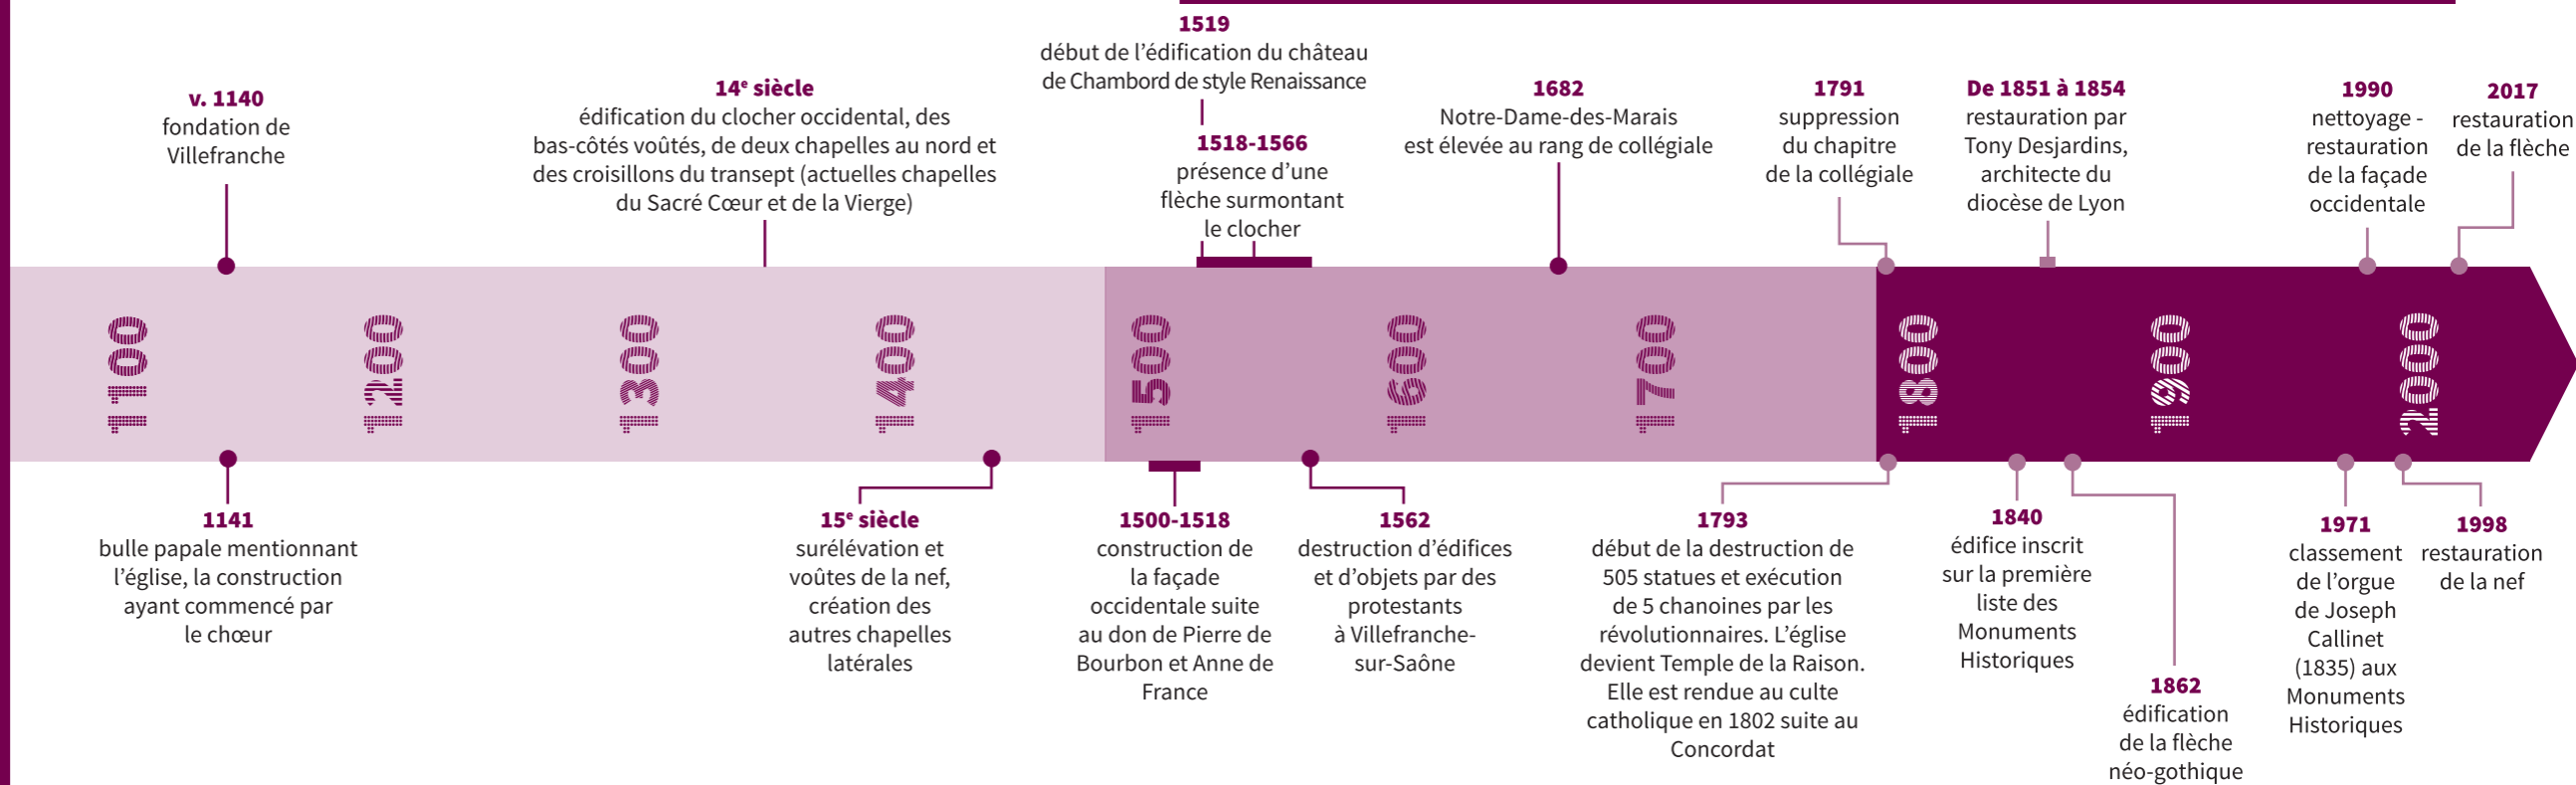 v. 1140
fondation de
Villefranche
14e siècle
édification du clocher occidental, des
bas-côtés voûtés, de deux chapelles au nord et
des croisillons du transept (actuelles chapelles
du Sacré Cœur et de la Vierge)
1519
début de l’édification du château
de Chambord de style Renaissance
1518-1566
présence d’une
flèche surmontant
le clocher
1682
Notre-Dame-des-Marais
est élevée au rang de collégiale
1791
suppression
du chapitre
de la collégiale
De 1851 à 1854
restauration par
Tony Desjardins,
architecte du
diocèse de Lyon
1990
nettoyage -
restauration
de la façade
occidentale
2017
restauration
de la flèche
1100
1200
1300
1400
1500
1600
1700
1800
1900
2000
1141
bulle papale mentionnant
l’église, la construction
ayant commencé par
le chœur
15e siècle
surélévation et
voûtes de la nef,
création des
autres chapelles
latérales
1500-1518
construction de
la façade
occidentale suite
au don de Pierre de
Bourbon et Anne de
France
1562
destruction d’édifices
et d’objets par des
protestants
à Villefranche-
sur-Saône
1793
début de la destruction de
505 statues et exécution
de 5 chanoines par les
révolutionnaires. L’église
devient Temple de la Raison.
Elle est rendue au culte
catholique en 1802 suite au
Concordat
1840
édifice inscrit
sur la première
liste des
Monuments
Historiques
1862
édification
de la flèche
néo-gothique
1971
classement
de l’orgue
de Joseph
Callinet
(1835) aux
Monuments
Historiques
1998
restauration
de la nef